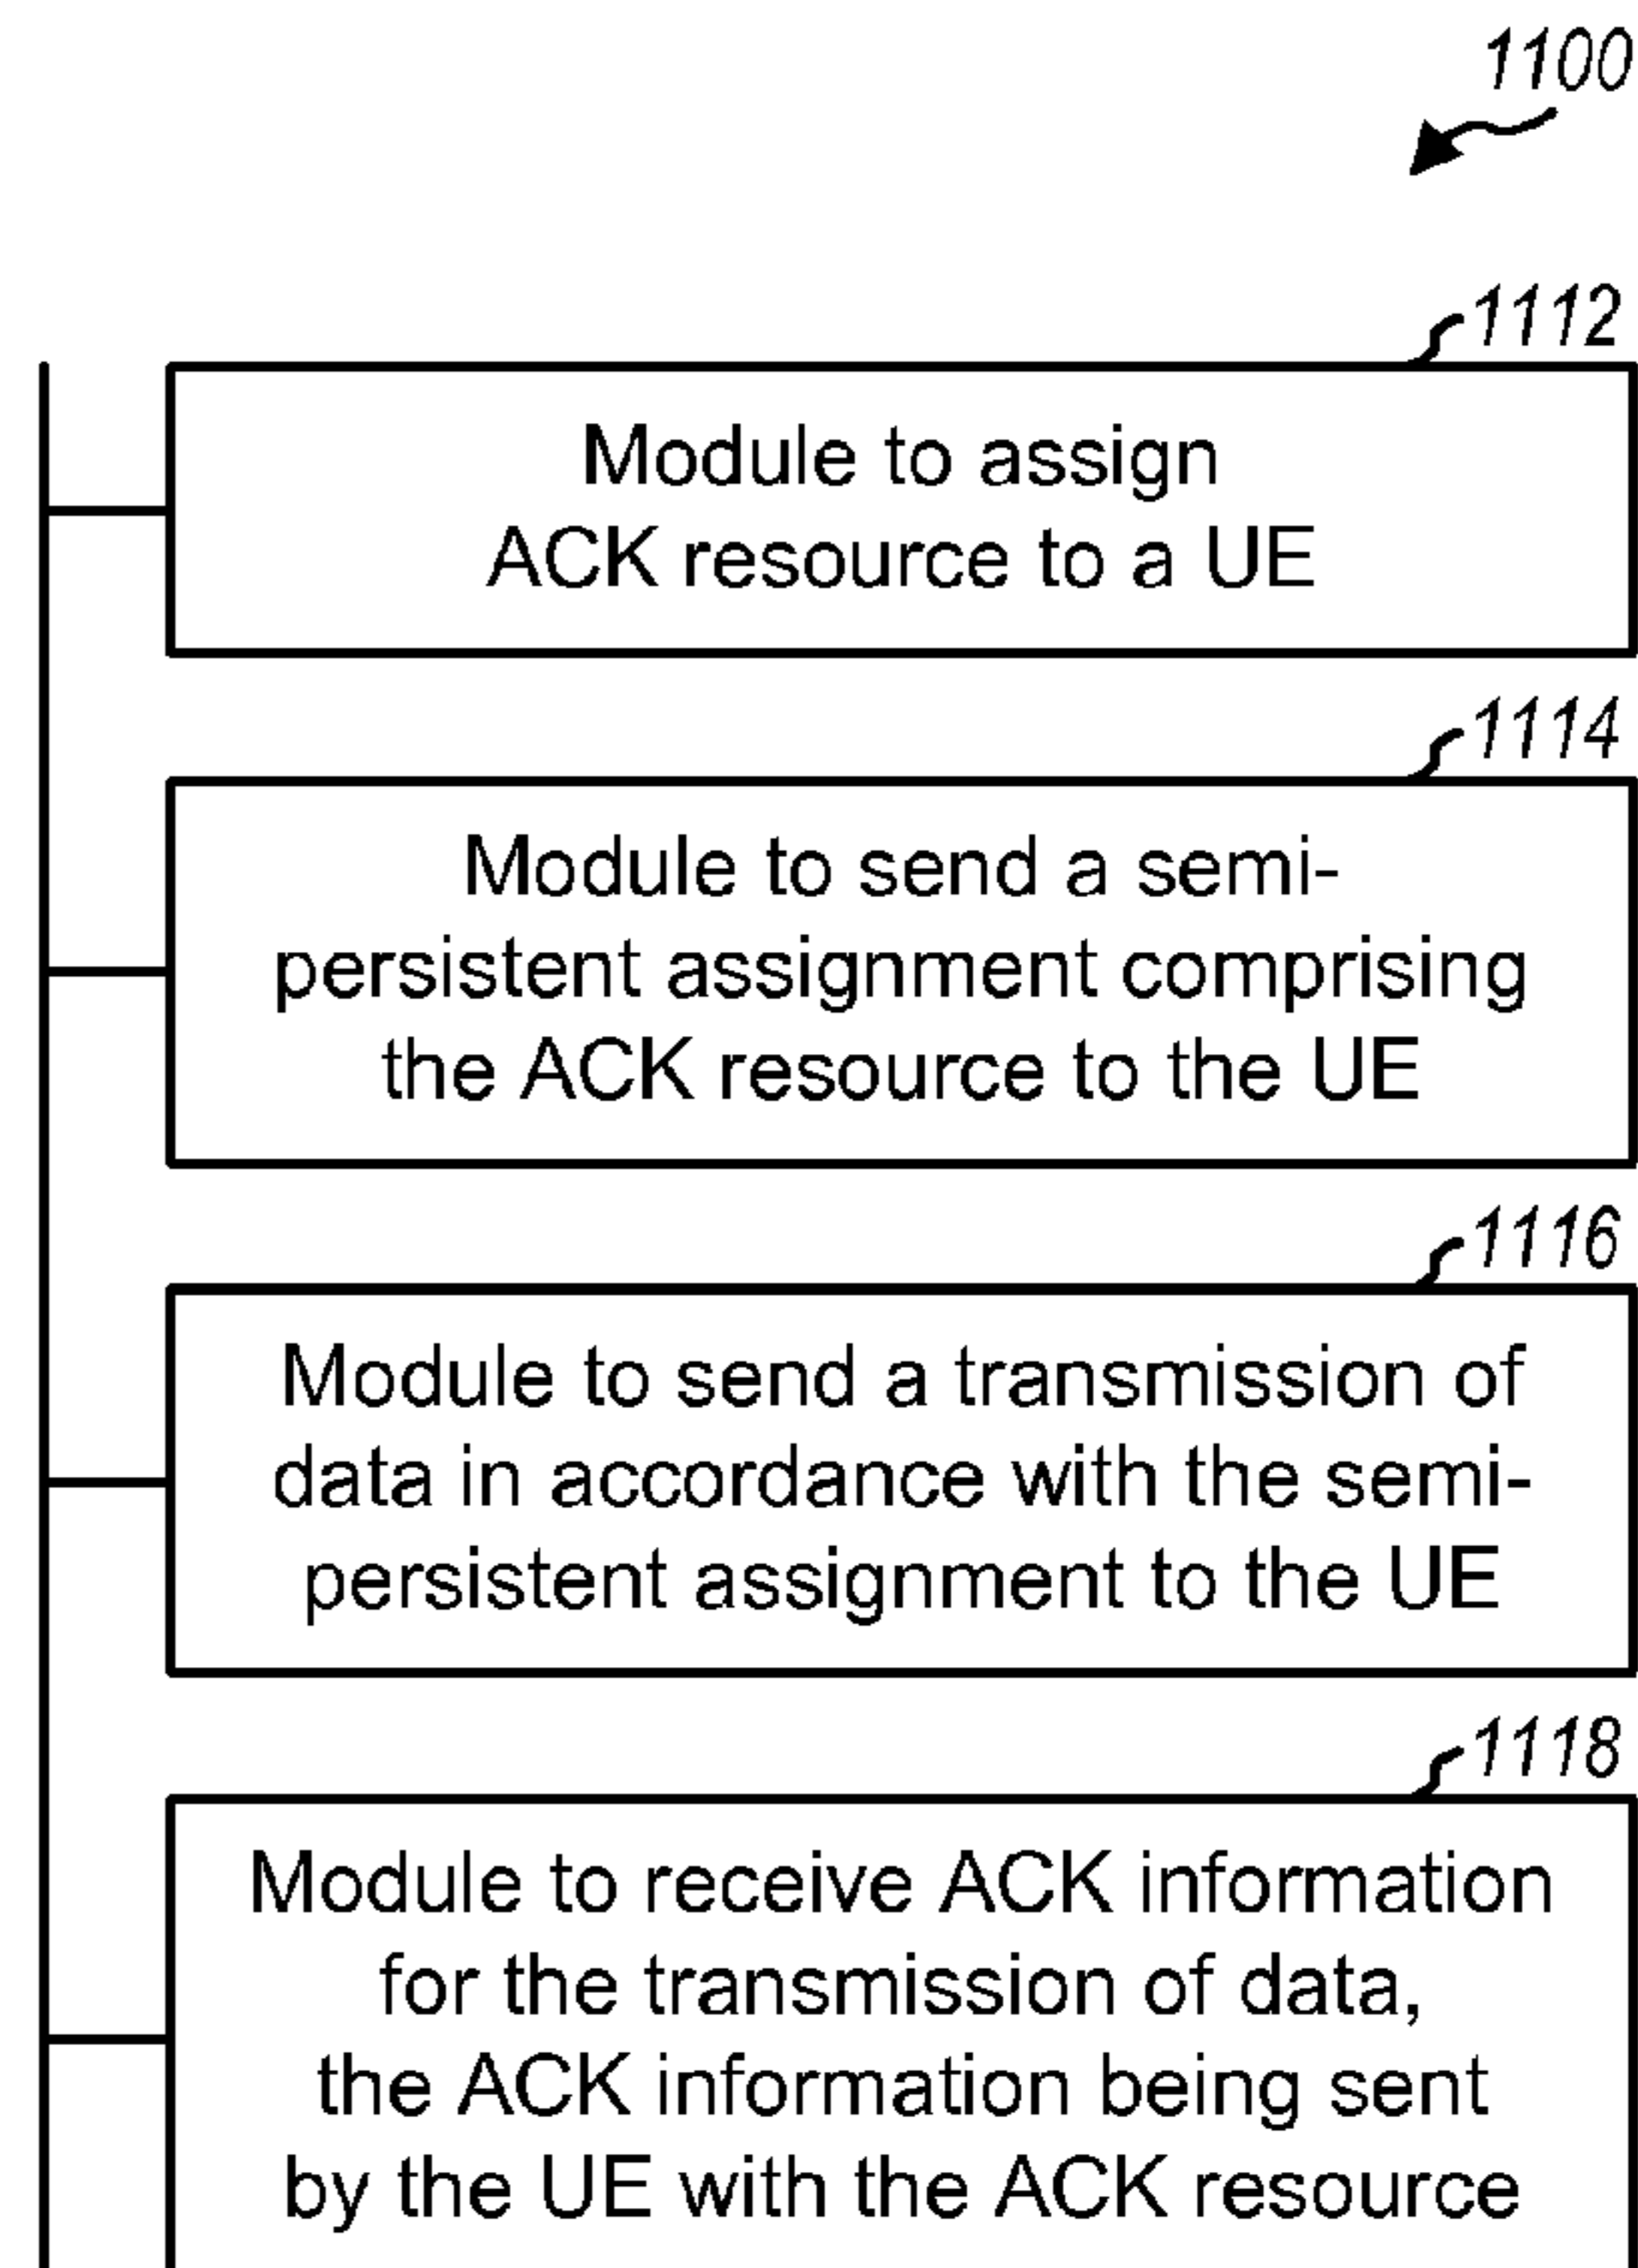 1100
1112
Module to assign
ACK resource to a UE
1114
Module to send a semi-
persistent assignment comprising
the ACK resource to the UE
1116
Module to send a transmission of
data in accordance with the semi-
persistent assignment to the UE
1118
Module to receive ACK information
for the transmission of data,
the ACK information being sent
by the UE with the ACK resource